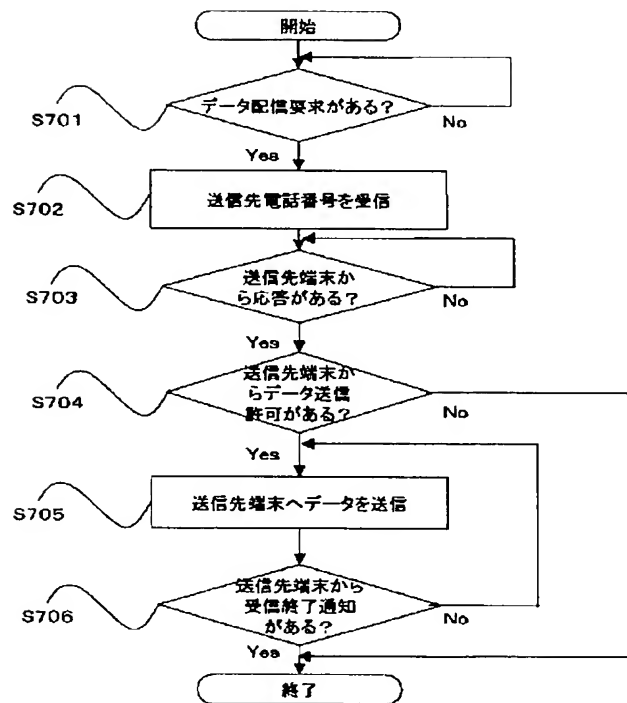 開始
データ配信要求がある?
S701
No
Yes
送信先電話番号を受信
S702
送信先端末か
ら応答がある?
S703
No
Yes
送信先端末か
らデータ送信
許可がある?
S704
No
Yes
送信先端末へデータを送信
S705
送信先端末から
受信終了通知
がある?
S706
No
Yes
終了